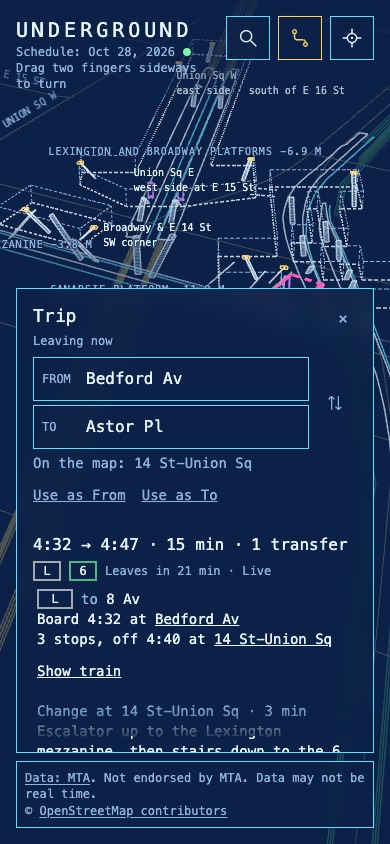 UNDERGROUND
Schedule: Oct 28, 2026
Drag two fingers sideways
to turn
E 15 ST
UNION SQ W
Union Sq W
east side south of E 16 St
LEXINGTON AND BROADWAY PLATFORMS −6.9 M
Union Sq E
west side at E 15 St
Broadway & E 14 St
SW corner
Trip
×
Leaving now
FROM Bedford Av
TO Astor Pl
On the map: 14 St–Union Sq
Use as From Use as To
4:32 → 4:47 · 15 min · 1 transfer
L 6 Leaves in 21 min · Live
L to 8 Av
Board 4:32 at Bedford Av
3 stops, off 4:40 at 14 St–Union Sq
Show train
Change at 14 St–Union Sq · 3 min
Escalator up to the Lexington
mezzanine, then stairs down to the 6
Data: MTA. Not endorsed by MTA. Data may not be
real time.
© OpenStreetMap contributors